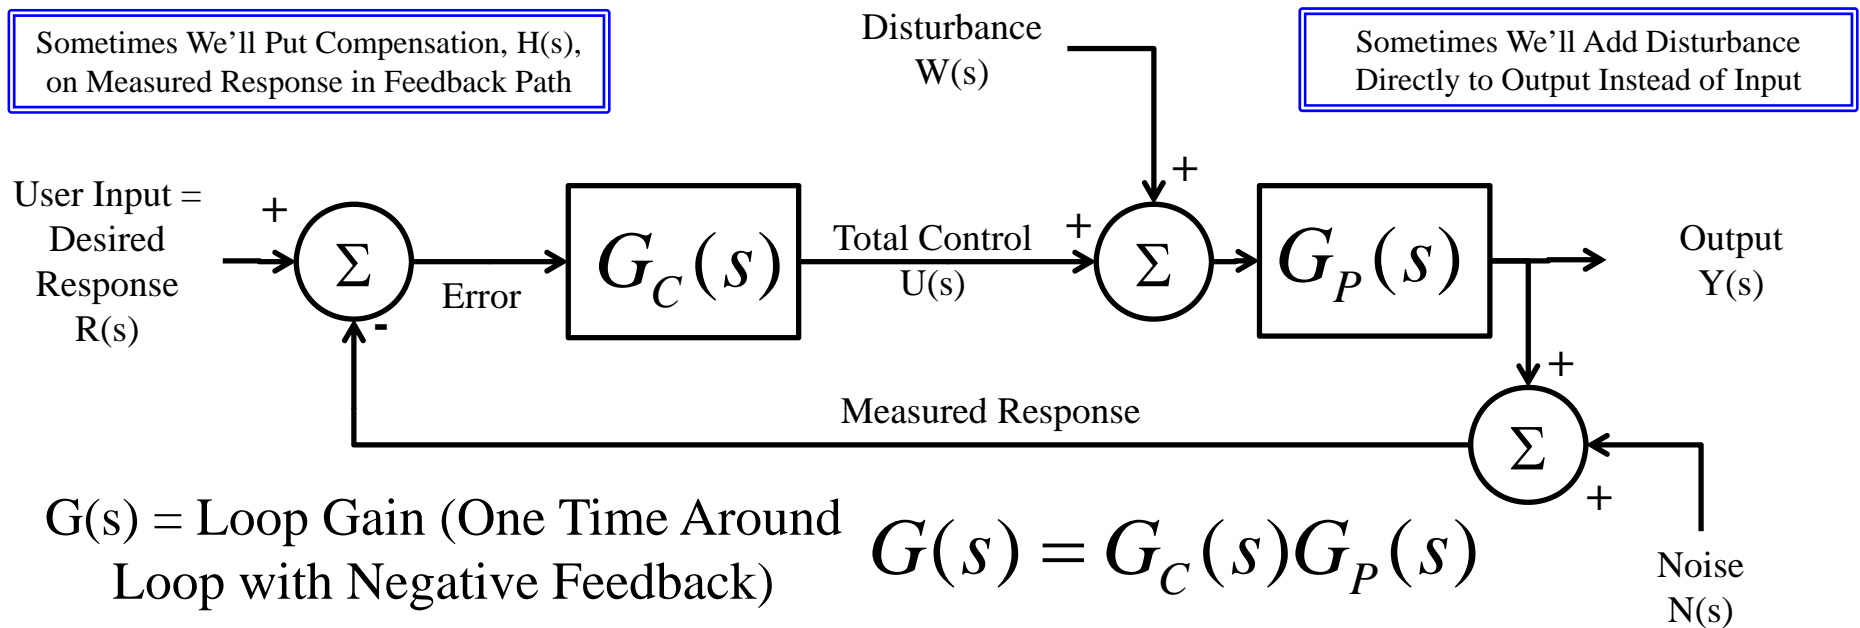 Sometimes We’ll Put Compensation, H(s),
on Measured Response in Feedback Path
Disturbance
W(s)
Sometimes We’ll Add Disturbance
Directly to Output Instead of Input
User Input =
Desired
Response
R(s)
+
Σ
-
Error
G_C(s)
Total Control
U(s)
+
+
Σ
G_P(s)
Output
Y(s)
+
Σ
+
Measured Response
Noise
N(s)
G(s) = Loop Gain (One Time Around
Loop with Negative Feedback)
G(s) = G_C(s)G_P(s)